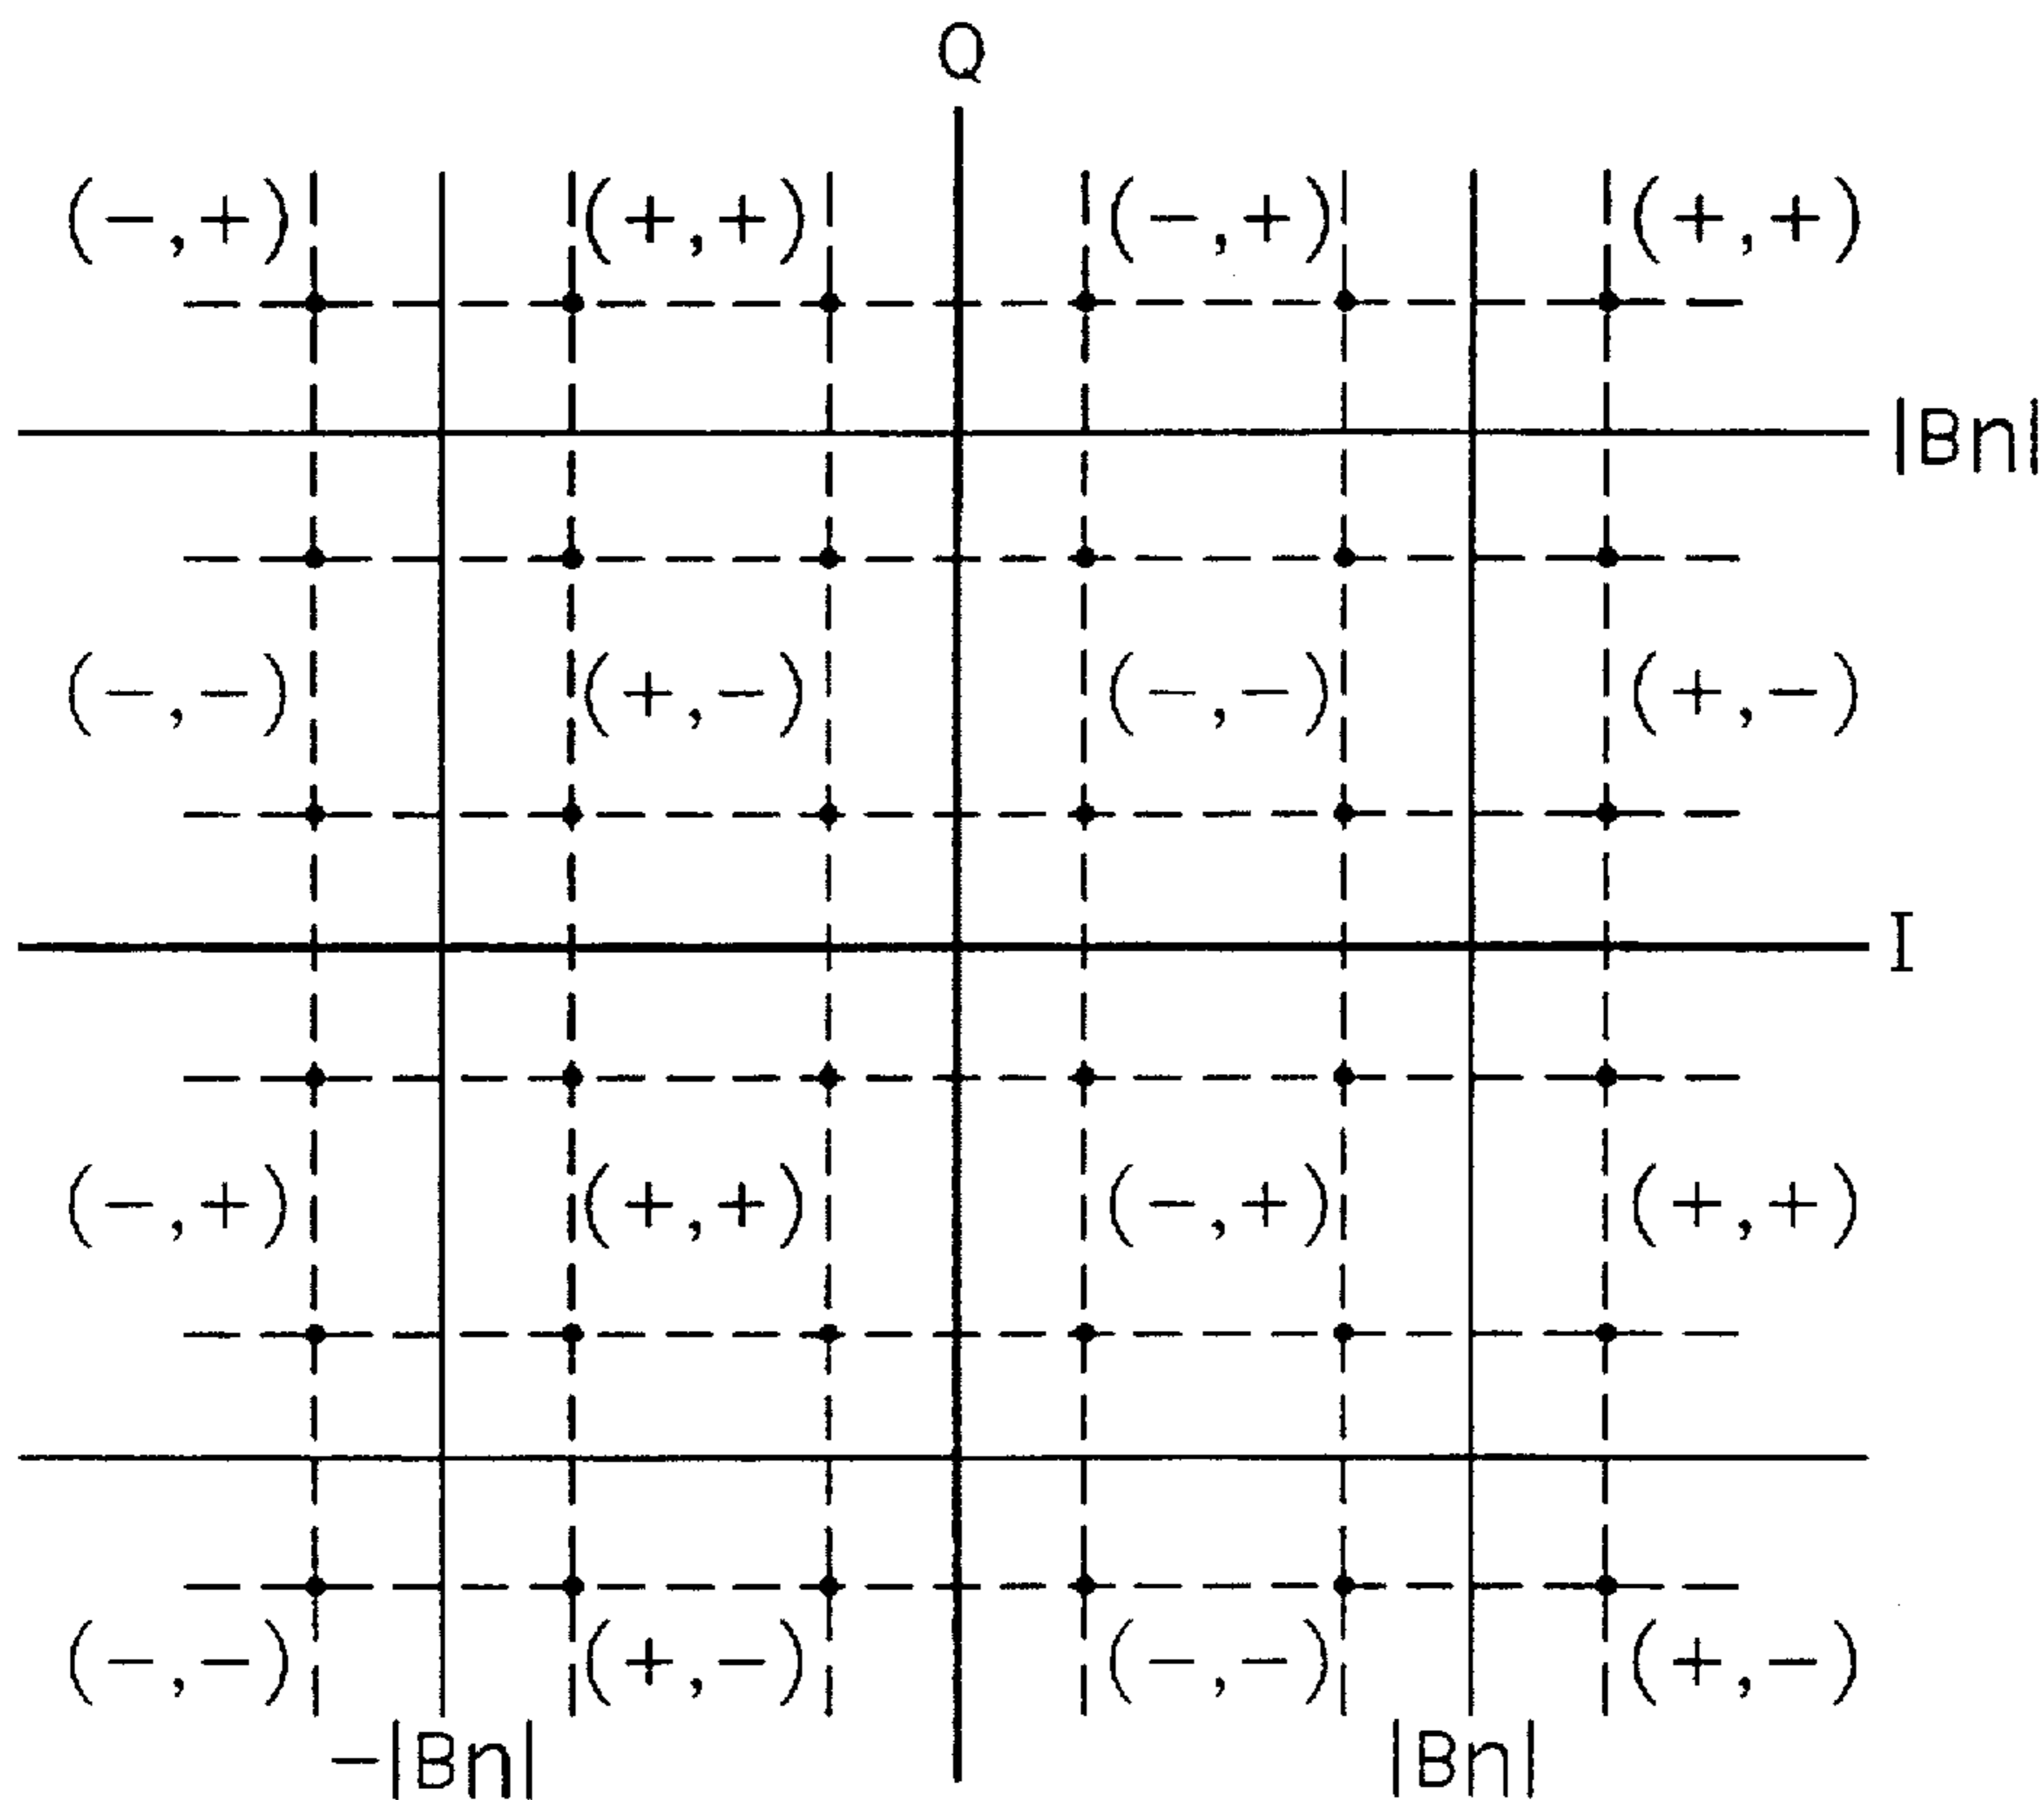 Q
(−,+) (+,+) (−,+) (+,+)
|Bn|
(−,−) (+,−) (−,−) (+,−)
I
(−,+) (+,+) (−,+) (+,+)
(−,−) (+,−) (−,−) (+,−)
−|Bn| |Bn|